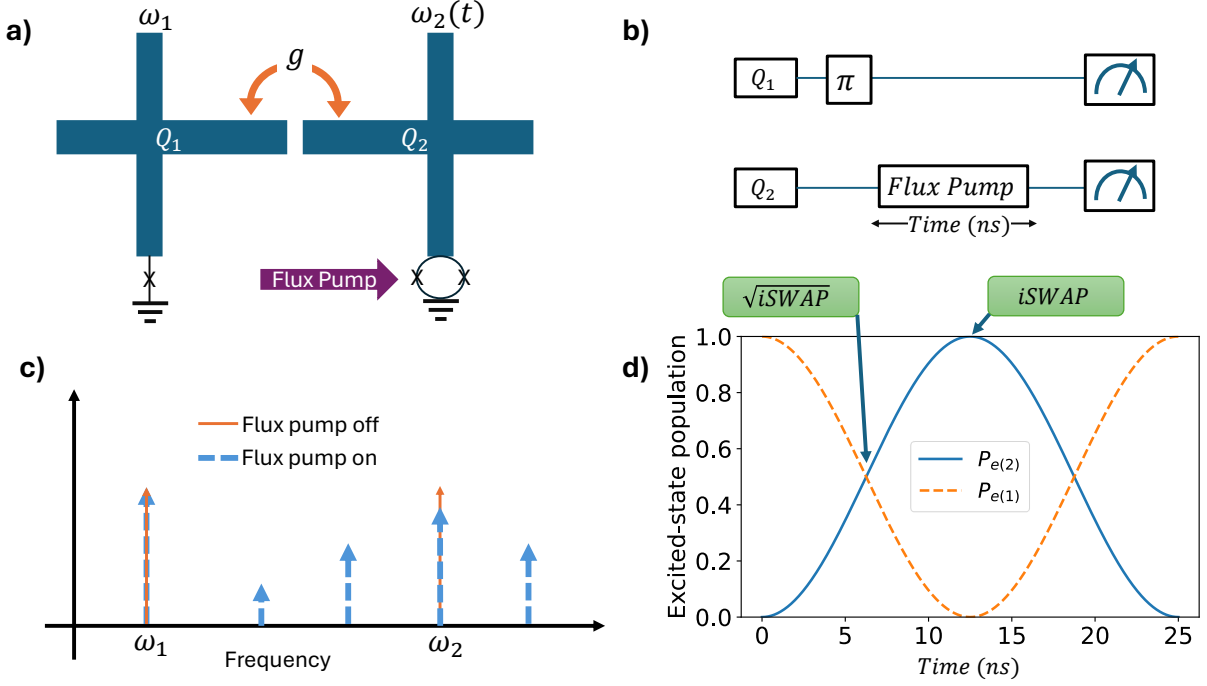 a)
ω₁
ω₂(t)
g
Q₁
Q₂
Flux Pump
X
X
X
b)
Q₁
π
Q₂
Flux Pump
Time (ns)
c)
Flux pump off
Flux pump on
ω₁
ω₂
Frequency
d)
√iSWAP
iSWAP
Excited-state population
1.0
0.8
0.6
0.4
0.2
0.0
P_{e(2)}
P_{e(1)}
0 5 10 15 20 25
Time (ns)